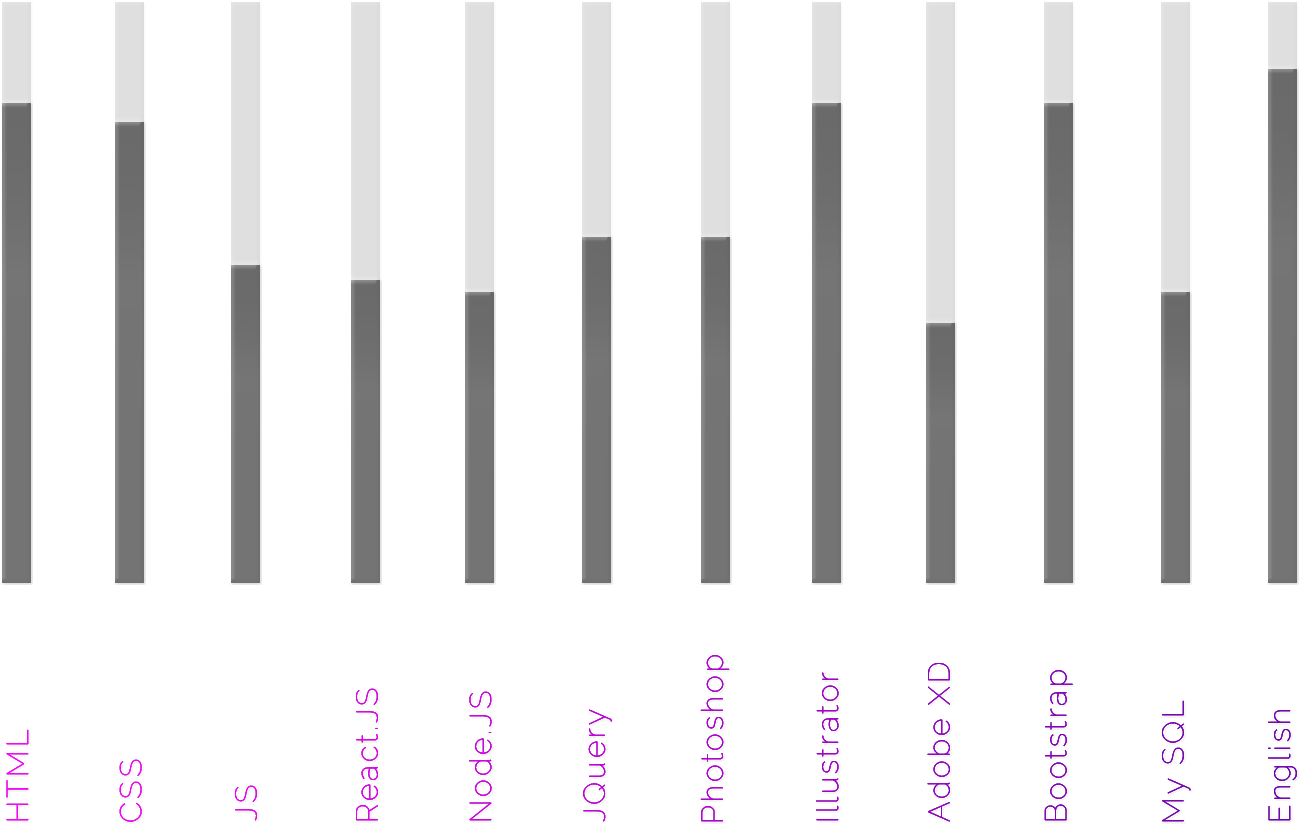 HTML
CSS
JS
React.JS
Node.JS
JQuery
Photoshop
Illustrator
Adobe XD
Bootstrap
My SQL
English